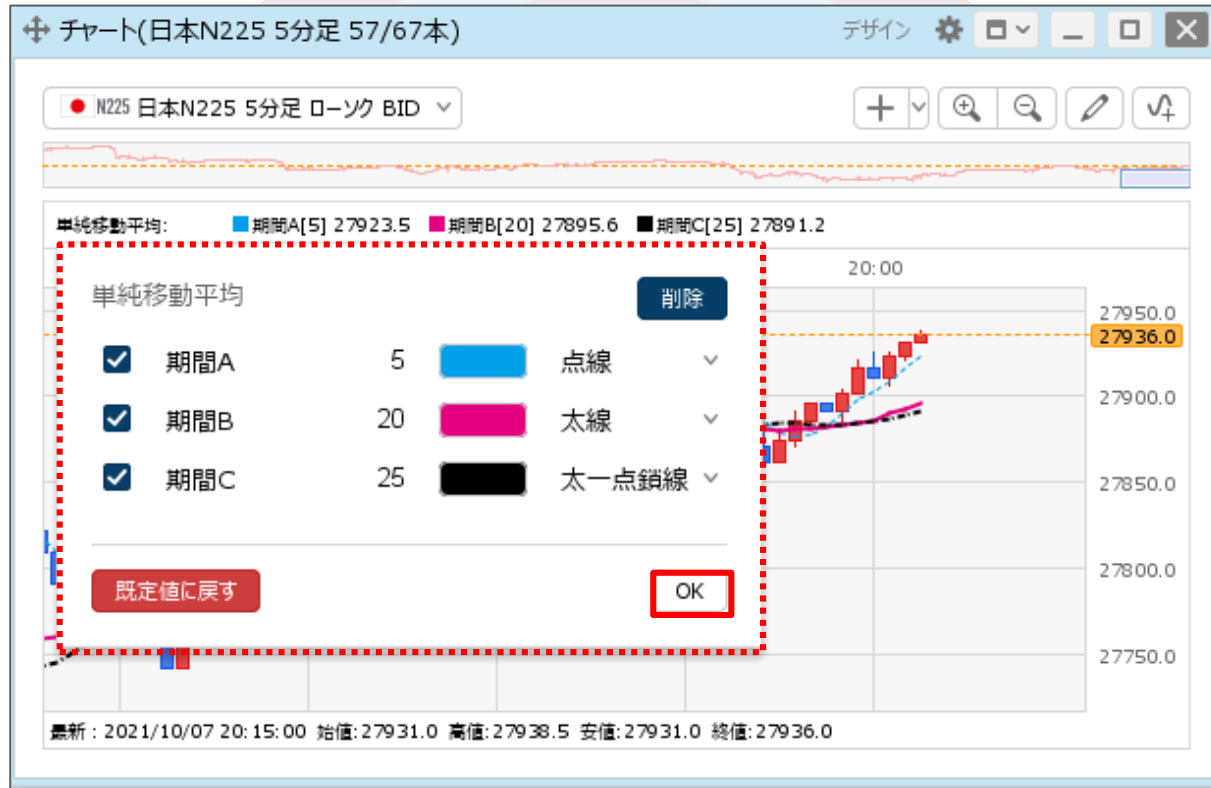 チャート(日本N225 5分足 57/67本) デザイン
N225 日本N225 5分足 ローソク BID
単純移動平均: 期間A[5] 27923.5 期間B[20] 27895.6 期間C[25] 27891.2
20:00
単純移動平均 削除
期間A 5 点線
期間B 20 太線
期間C 25 太一点鎖線
既定値に戻す OK
27950.0
27936.0
27900.0
27850.0
27800.0
27750.0
最新 : 2021/10/07 20:15:00 始値:27931.0 高値:27938.5 安値:27931.0 終値:27936.0